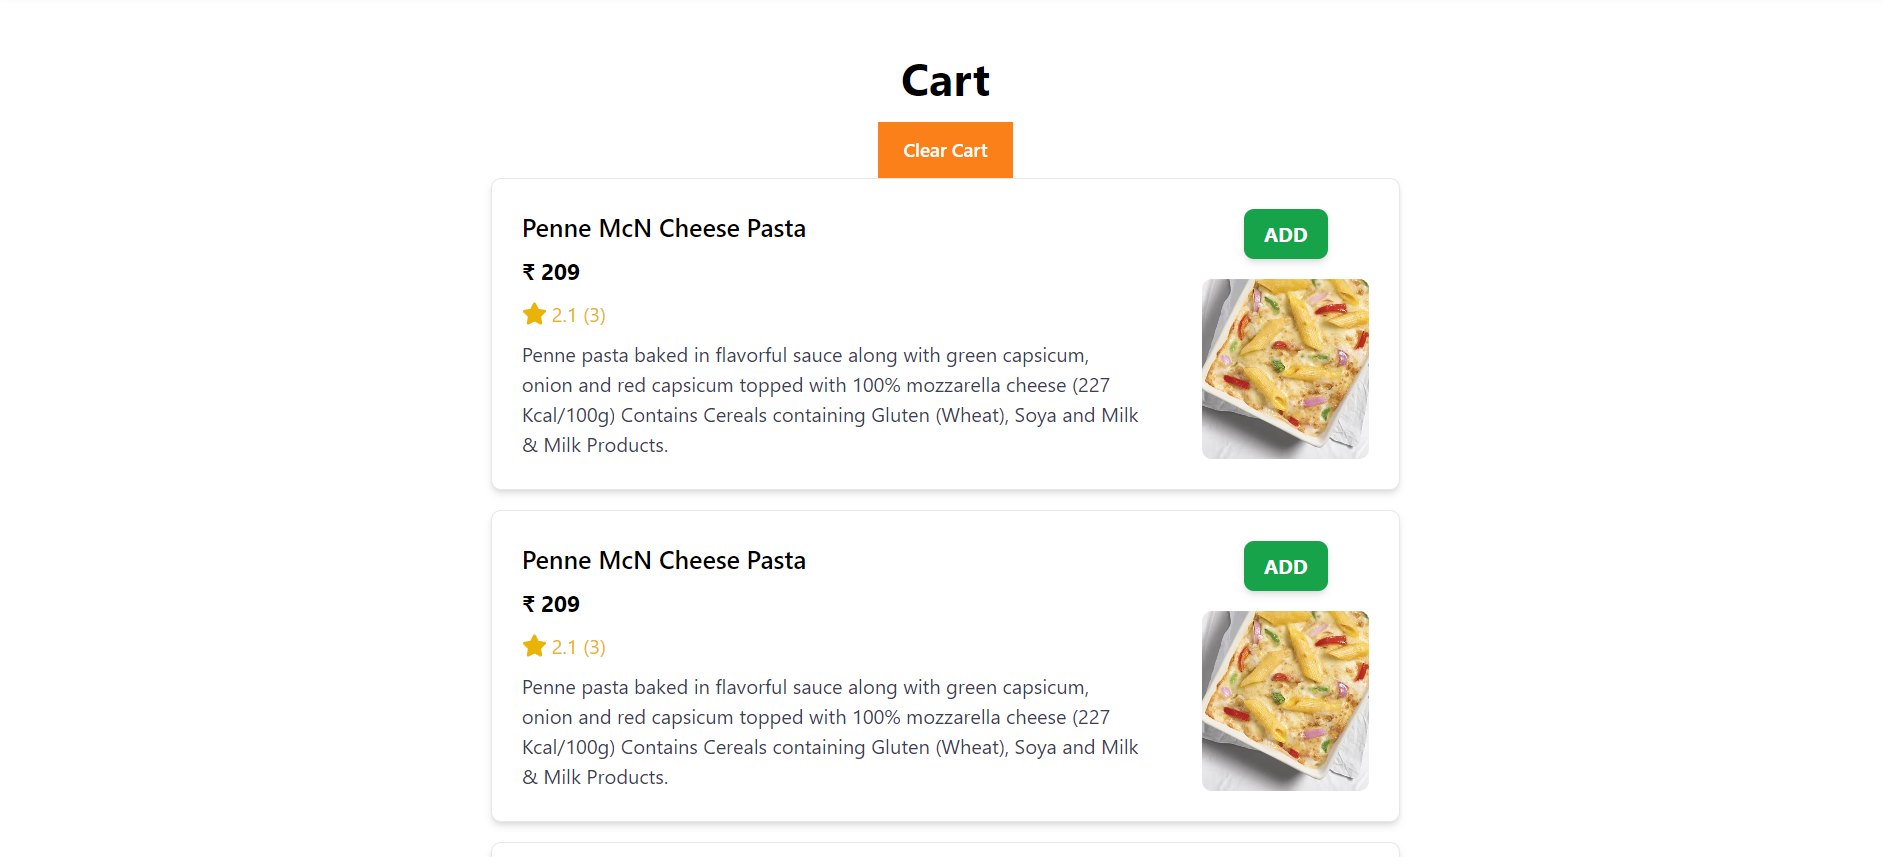 Cart
Clear Cart
Penne McN Cheese Pasta
ADD
₹ 209
2.1 (3)
Penne pasta baked in flavorful sauce along with green capsicum,
onion and red capsicum topped with 100% mozzarella cheese (227
Kcal/100g) Contains Cereals containing Gluten (Wheat), Soya and Milk
& Milk Products.
Penne McN Cheese Pasta
ADD
₹ 209
2.1 (3)
Penne pasta baked in flavorful sauce along with green capsicum,
onion and red capsicum topped with 100% mozzarella cheese (227
Kcal/100g) Contains Cereals containing Gluten (Wheat), Soya and Milk
& Milk Products.